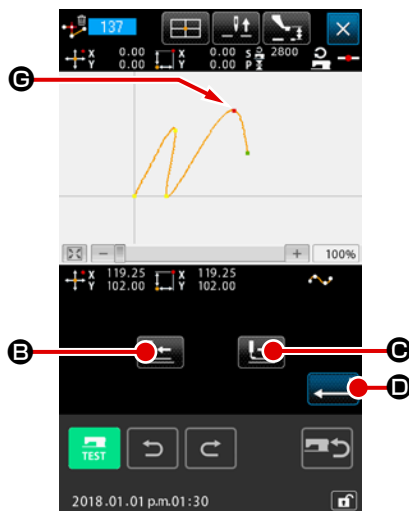 137
X 0.00 X 0.00 S 2800
Y 0.00 Y 0.00 P
G
100%
X 119.25 X 119.25
Y 102.00 Y 102.00
B C
D
TEST
2018.01.01 p.m.01:30